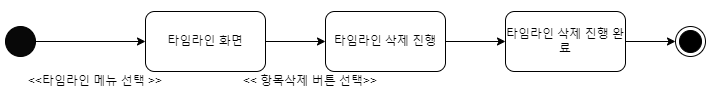 타임라인 화면
타임라인 삭제 진행
타임라인 삭제 진행 완
료
<<타임라인 메뉴 선택 >>
<< 항목삭제 버튼 선택>>